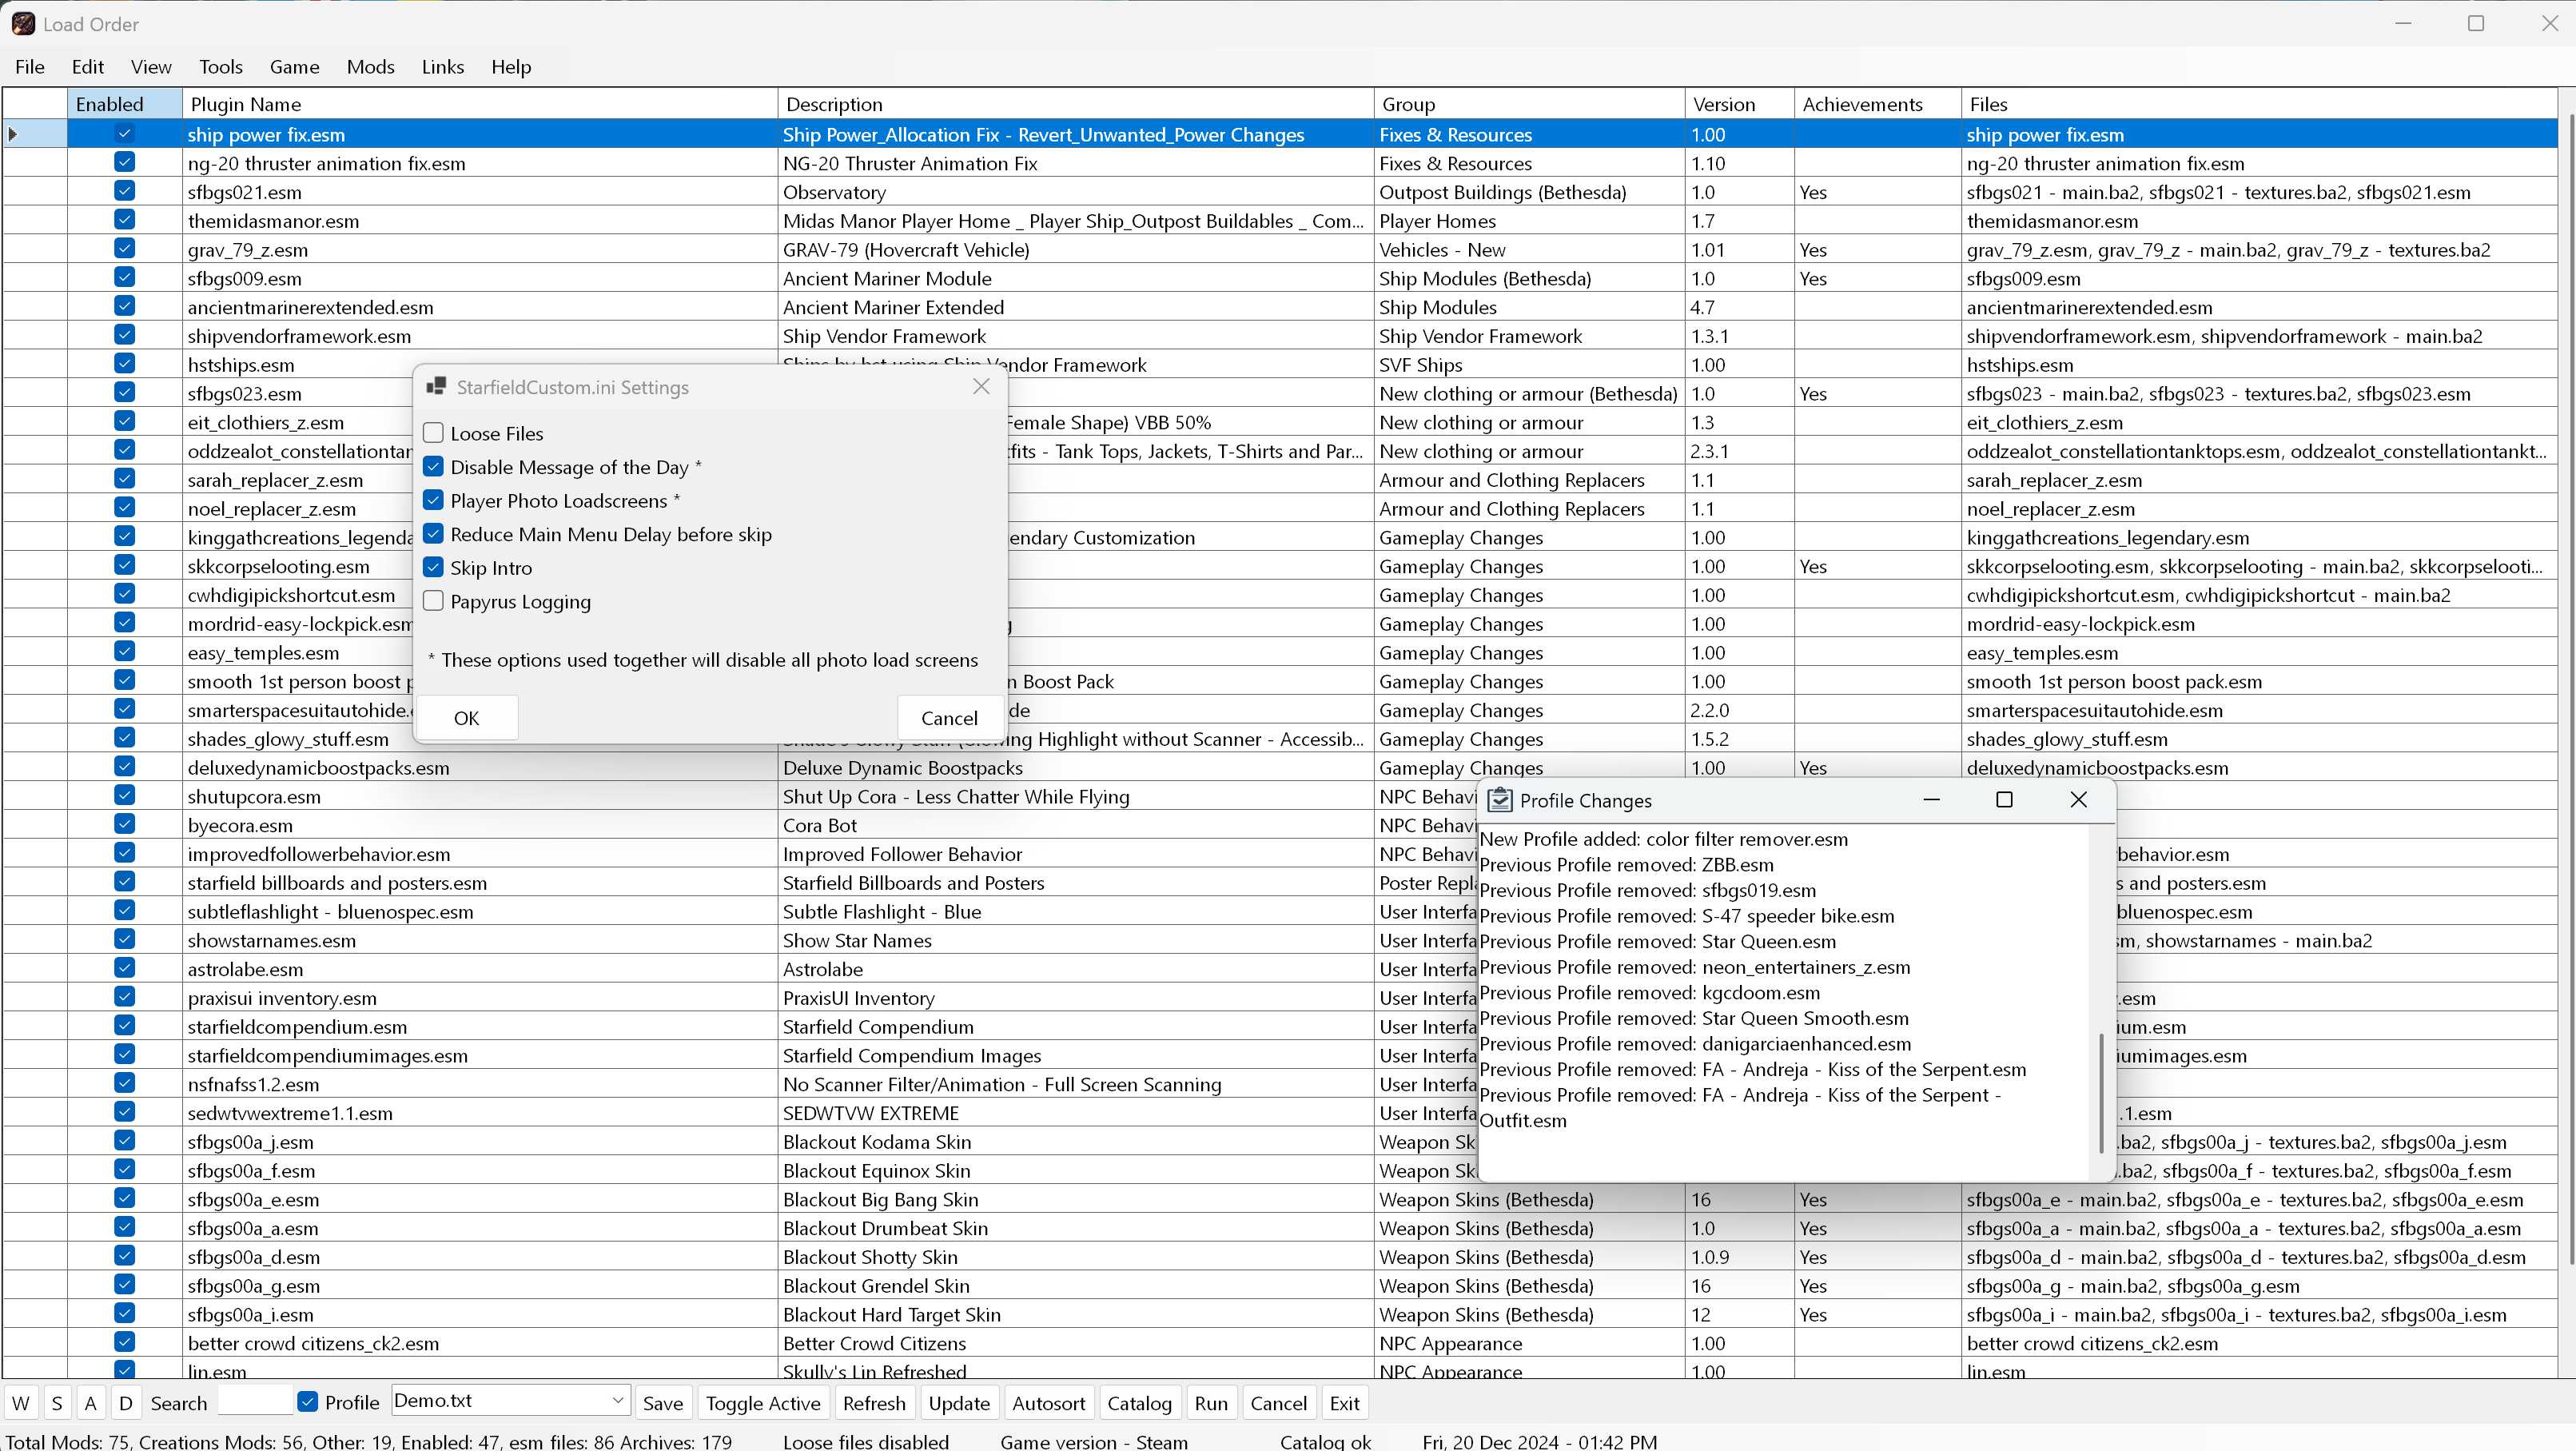 Load Order
File Edit View Tools Game Mods Links Help
Enabled Plugin Name Description Group Version Achievements Files
ship power fix.esm Ship Power_Allocation Fix - Revert_Unwanted_Power Changes Fixes & Resources 1.00 ship power fix.esm
ng-20 thruster animation fix.esm NG-20 Thruster Animation Fix Fixes & Resources 1.10 ng-20 thruster animation fix.esm
sfbgs021.esm Observatory Outpost Buildings (Bethesda) 1.0 Yes sfbgs021 - main.ba2, sfbgs021 - textures.ba2, sfbgs021.esm
themidasmanor.esm Midas Manor Player Home _ Player Ship_Outpost Buildables _ Com... Player Homes 1.7 themidasmanor.esm
grav_79_z.esm GRAV-79 (Hovercraft Vehicle) Vehicles - New 1.01 Yes grav_79_z.esm, grav_79_z - main.ba2, grav_79_z - textures.ba2
sfbgs009.esm Ancient Mariner Module Ship Modules (Bethesda) 1.0 Yes sfbgs009.esm
ancientmarinerextended.esm Ancient Mariner Extended Ship Modules 4.7 ancientmarinerextended.esm
shipvendorframework.esm Ship Vendor Framework Ship Vendor Framework 1.3.1 shipvendorframework.esm, shipvendorframework - main.ba2
hstships.esm Ships by hst using Ship Vendor Framework SVF Ships 1.00 hstships.esm
sfbgs023.esm New clothing or armour (Bethesda) 1.0 Yes sfbgs023 - main.ba2, sfbgs023 - textures.ba2, sfbgs023.esm
eit_clothiers_z.esm Female Shape) VBB 50% New clothing or armour 1.3 eit_clothiers_z.esm
oddzealot_constellationtan fits - Tank Tops, Jackets, T-Shirts and Par... New clothing or armour 2.3.1 oddzealot_constellationtanktops.esm, oddzealot_constellationtankt...
sarah_replacer_z.esm Armour and Clothing Replacers 1.1 sarah_replacer_z.esm
noel_replacer_z.esm Armour and Clothing Replacers 1.1 noel_replacer_z.esm
kinggathcreations_legenda endary Customization Gameplay Changes 1.00 kinggathcreations_legendary.esm
skkcorpselooting.esm Gameplay Changes 1.00 Yes skkcorpselooting.esm, skkcorpselooting - main.ba2, skkcorpselooti...
cwhdigipickshortcut.esm Gameplay Changes 1.00 cwhdigipickshortcut.esm, cwhdigipickshortcut - main.ba2
mordrid-easy-lockpick.esm Gameplay Changes 1.00 mordrid-easy-lockpick.esm
easy_temples.esm Gameplay Changes 1.00 easy_temples.esm
smooth 1st person boost p n Boost Pack Gameplay Changes 1.00 smooth 1st person boost pack.esm
smarterspacesuitautohide. de Gameplay Changes 2.2.0 smarterspacesuitautohide.esm
shades_glowy_stuff.esm Shade's Glowy Stuff (Glowing Highlight without Scanner - Accessib... Gameplay Changes 1.5.2 shades_glowy_stuff.esm
deluxedynamicboostpacks.esm Deluxe Dynamic Boostpacks Gameplay Changes 1.00 Yes deluxedynamicboostpacks.esm
shutupcora.esm Shut Up Cora - Less Chatter While Flying NPC Behavi
byecora.esm Cora Bot NPC Behavi
improvedfollowerbehavior.esm Improved Follower Behavior NPC Behavi behavior.esm
starfield billboards and posters.esm Starfield Billboards and Posters Poster Repla s and posters.esm
subtleflashlight - bluenospec.esm Subtle Flashlight - Blue User Interfa bluenospec.esm
showstarnames.esm Show Star Names User Interfa sm, showstarnames - main.ba2
astrolabe.esm Astrolabe User Interfa
praxisui inventory.esm PraxisUI Inventory User Interfa .esm
starfieldcompendium.esm Starfield Compendium User Interfa ium.esm
starfieldcompendiumimages.esm Starfield Compendium Images User Interfa iumimages.esm
nsfnafss1.2.esm No Scanner Filter/Animation - Full Screen Scanning User Interfa
sedwtvwextreme1.1.esm SEDWTVW EXTREME User Interfa .1.esm
sfbgs00a_j.esm Blackout Kodama Skin Weapon Sk .ba2, sfbgs00a_j - textures.ba2, sfbgs00a_j.esm
sfbgs00a_f.esm Blackout Equinox Skin Weapon Sk .ba2, sfbgs00a_f - textures.ba2, sfbgs00a_f.esm
sfbgs00a_e.esm Blackout Big Bang Skin Weapon Skins (Bethesda) 16 Yes sfbgs00a_e - main.ba2, sfbgs00a_e - textures.ba2, sfbgs00a_e.esm
sfbgs00a_a.esm Blackout Drumbeat Skin Weapon Skins (Bethesda) 1.0 Yes sfbgs00a_a - main.ba2, sfbgs00a_a - textures.ba2, sfbgs00a_a.esm
sfbgs00a_d.esm Blackout Shotty Skin Weapon Skins (Bethesda) 1.0.9 Yes sfbgs00a_d - main.ba2, sfbgs00a_d - textures.ba2, sfbgs00a_d.esm
sfbgs00a_g.esm Blackout Grendel Skin Weapon Skins (Bethesda) 16 Yes sfbgs00a_g - main.ba2, sfbgs00a_g.esm
sfbgs00a_i.esm Blackout Hard Target Skin Weapon Skins (Bethesda) 12 Yes sfbgs00a_i - main.ba2, sfbgs00a_i - textures.ba2, sfbgs00a_i.esm
better crowd citizens_ck2.esm Better Crowd Citizens NPC Appearance 1.00 better crowd citizens_ck2.esm
lin.esm Skully's Lin Refreshed NPC Appearance 1.00 lin.esm
StarfieldCustom.ini Settings
Loose Files
Disable Message of the Day *
Player Photo Loadscreens *
Reduce Main Menu Delay before skip
Skip Intro
Papyrus Logging
* These options used together will disable all photo load screens
OK Cancel
Profile Changes
New Profile added: color filter remover.esm
Previous Profile removed: ZBB.esm
Previous Profile removed: sfbgs019.esm
Previous Profile removed: S-47 speeder bike.esm
Previous Profile removed: Star Queen.esm
Previous Profile removed: neon_entertainers_z.esm
Previous Profile removed: kgcdoom.esm
Previous Profile removed: Star Queen Smooth.esm
Previous Profile removed: danigarciaenhanced.esm
Previous Profile removed: FA - Andreja - Kiss of the Serpent.esm
Previous Profile removed: FA - Andreja - Kiss of the Serpent -
Outfit.esm
W S A D Search Profile Demo.txt Save Toggle Active Refresh Update Autosort Catalog Run Cancel Exit
Total Mods: 75, Creations Mods: 56, Other: 19, Enabled: 47, esm files: 86 Archives: 179 Loose files disabled Game version - Steam Catalog ok Fri, 20 Dec 2024 - 01:42 PM